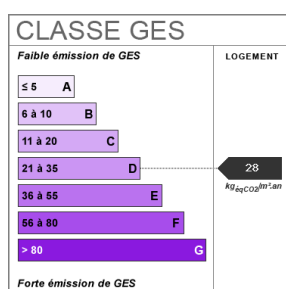 CLASSE GES
Faible émission de GES
LOGEMENT
≤ 5 A
6 à 10 B
11 à 20 C
21 à 35 D
28
kgéqCO2/m².an
36 à 55 E
56 à 80 F
> 80 G
Forte émission de GES